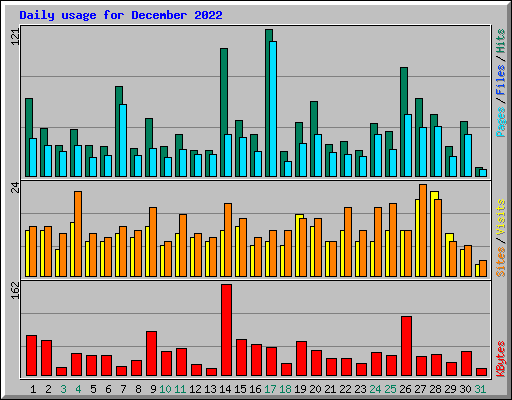 Daily usage for December 2022
121
Pages / Files / Hits
24
Sites / Visits
162
KBytes
1 2 3 4 5 6 7 8 9 10 11 12 13 14 15 16 17 18 19 20 21 22 23 24 25 26 27 28 29 30 31